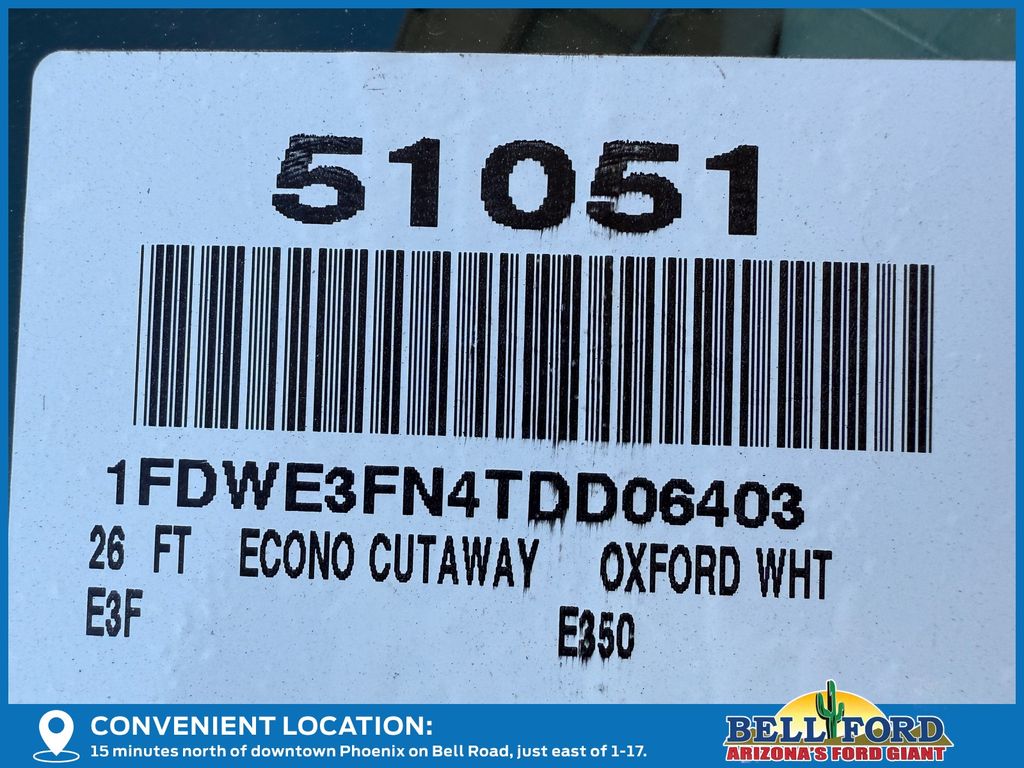 51051
1FDWE3FN4TDD06403
26 FT ECONO CUTAWAY OXFORD WHT
E3F E350
CONVENIENT LOCATION:
15 minutes north of downtown Phoenix on Bell Road, just east of 1-17.
BELL FORD
ARIZONA'S FORD GIANT